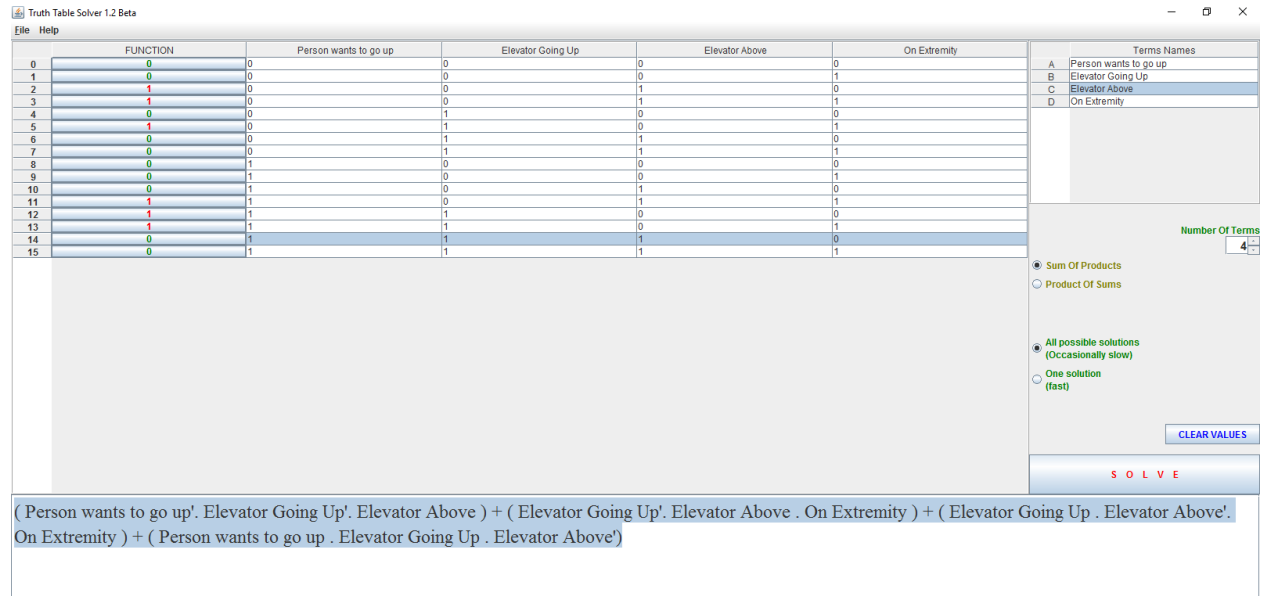 Truth Table Solver 1.2 Beta
File Help
FUNCTION Person wants to go up Elevator Going Up Elevator Above On Extremity
0 0 0 0 0 0
1 0 0 0 0 1
2 1 0 0 1 0
3 1 0 0 1 1
4 0 0 1 0 0
5 1 0 1 0 1
6 0 0 1 1 0
7 0 0 1 1 1
8 0 1 0 0 0
9 0 1 0 0 1
10 0 1 0 1 0
11 1 1 0 1 1
12 1 1 1 0 0
13 1 1 1 0 1
14 0 1 1 1 0
15 0 1 1 1 1
Terms Names
A Person wants to go up
B Elevator Going Up
C Elevator Above
D On Extremity
Number Of Terms
4
Sum Of Products
Product Of Sums
All possible solutions
(Occasionally slow)
One solution
(fast)
CLEAR VALUES
S O L V E
( Person wants to go up'. Elevator Going Up'. Elevator Above ) + ( Elevator Going Up'. Elevator Above . On Extremity ) + ( Elevator Going Up . Elevator Above'.
On Extremity ) + ( Person wants to go up . Elevator Going Up . Elevator Above')